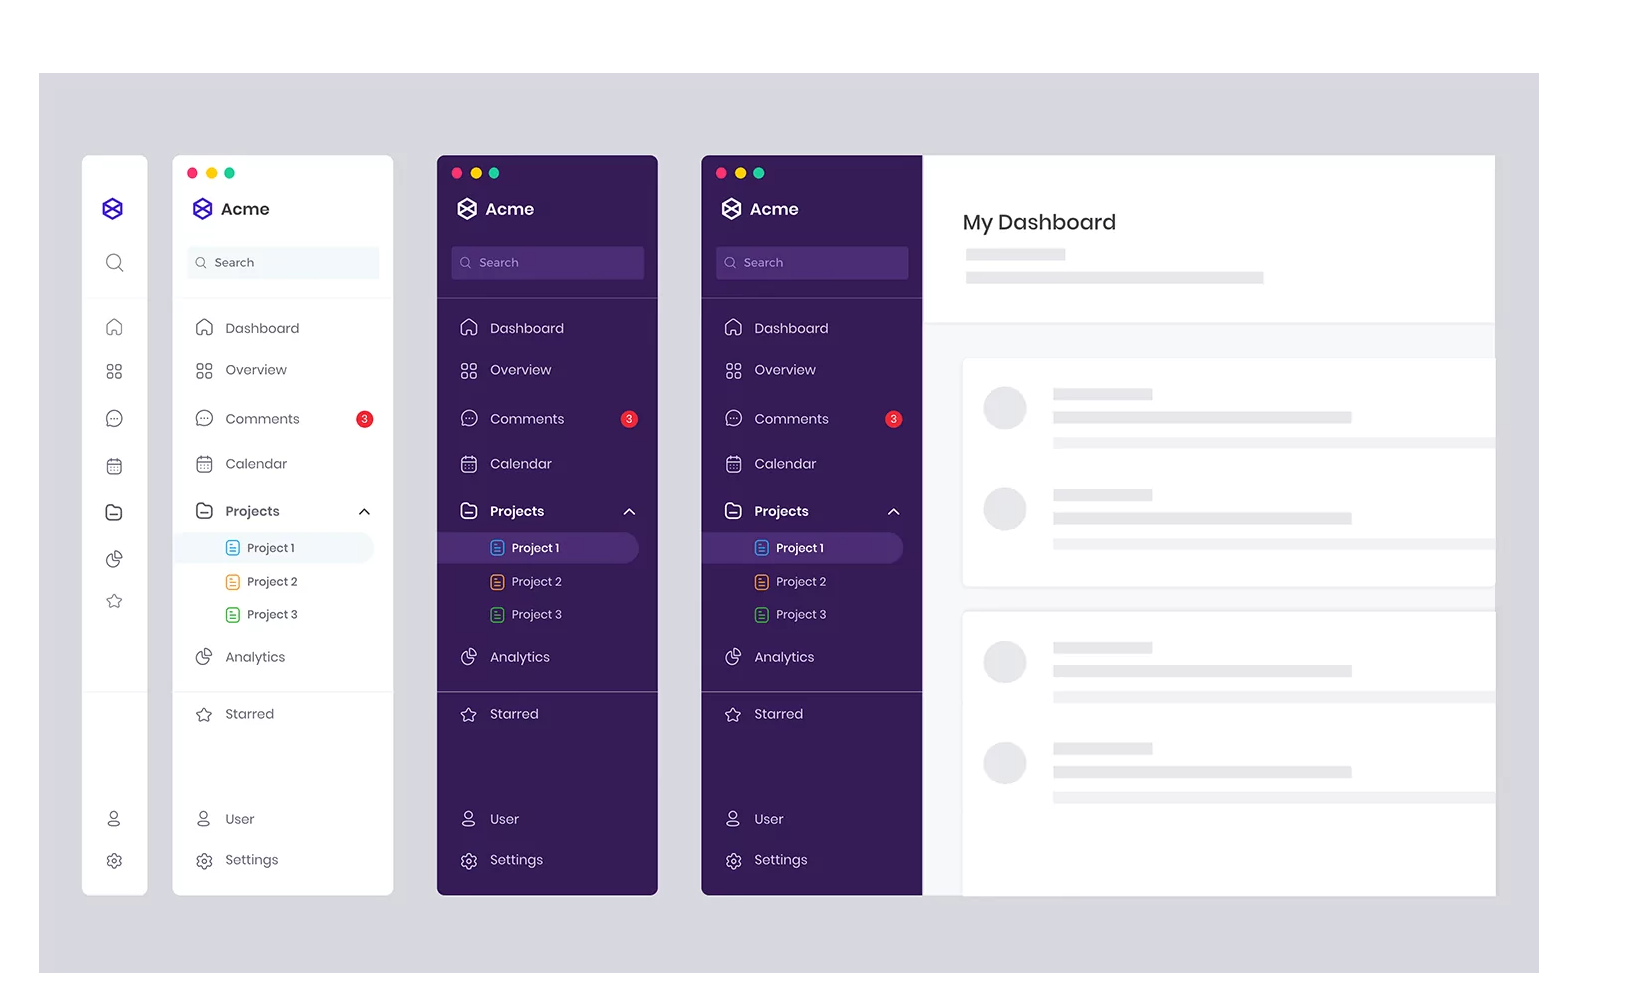 Acme
Search
Dashboard
Overview
Comments 3
Calendar
Projects
Project 1
Project 2
Project 3
Analytics
Starred
User
Settings
Acme
Search
Dashboard
Overview
Comments 3
Calendar
Projects
Project 1
Project 2
Project 3
Analytics
Starred
User
Settings
Acme
Search
Dashboard
Overview
Comments 3
Calendar
Projects
Project 1
Project 2
Project 3
Analytics
Starred
User
Settings
My Dashboard